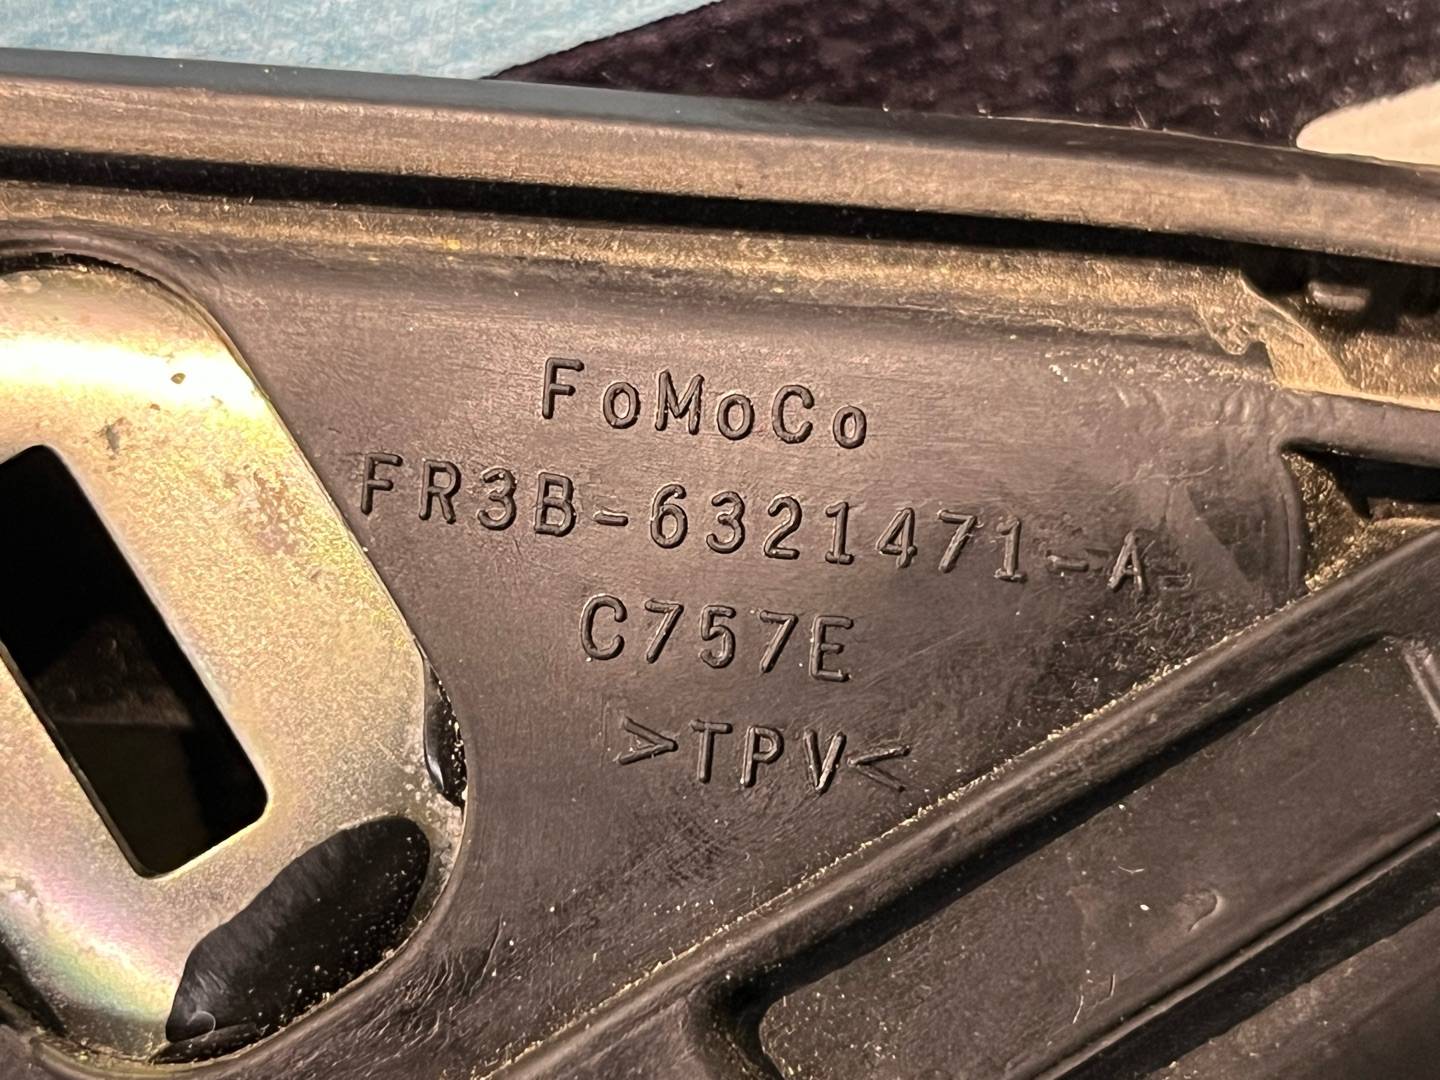 FoMoCo
FR3B-6321471-A-
C757E
>TPV<